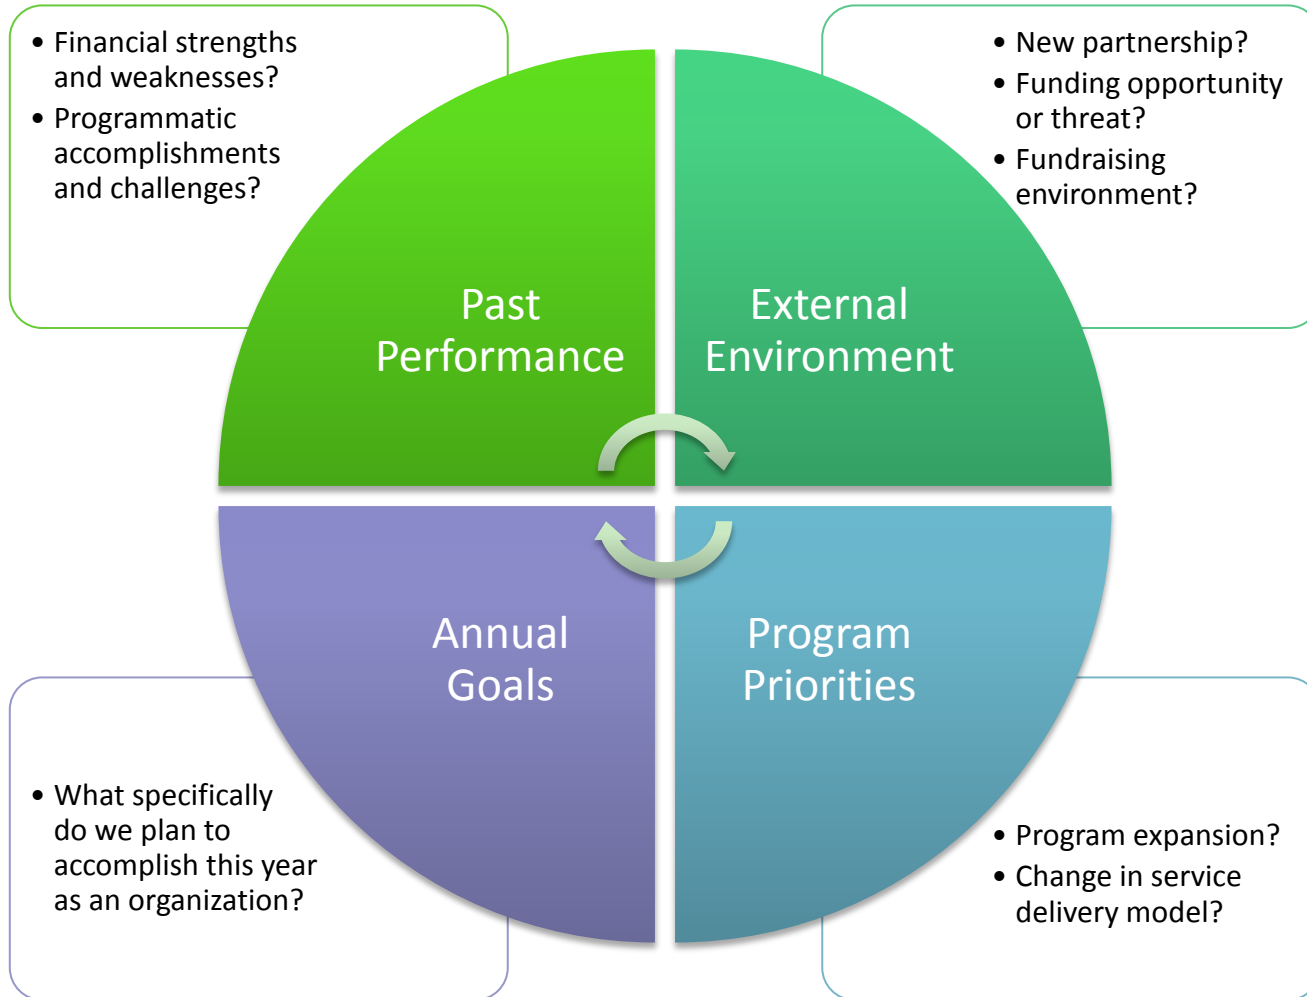 • Financial strengths
and weaknesses?
• Programmatic
accomplishments
and challenges?
• New partnership?
• Funding opportunity
or threat?
• Fundraising
environment?
Past
Performance
External
Environment
Annual
Goals
Program
Priorities
• What specifically
do we plan to
accomplish this year
as an organization?
• Program expansion?
• Change in service
delivery model?